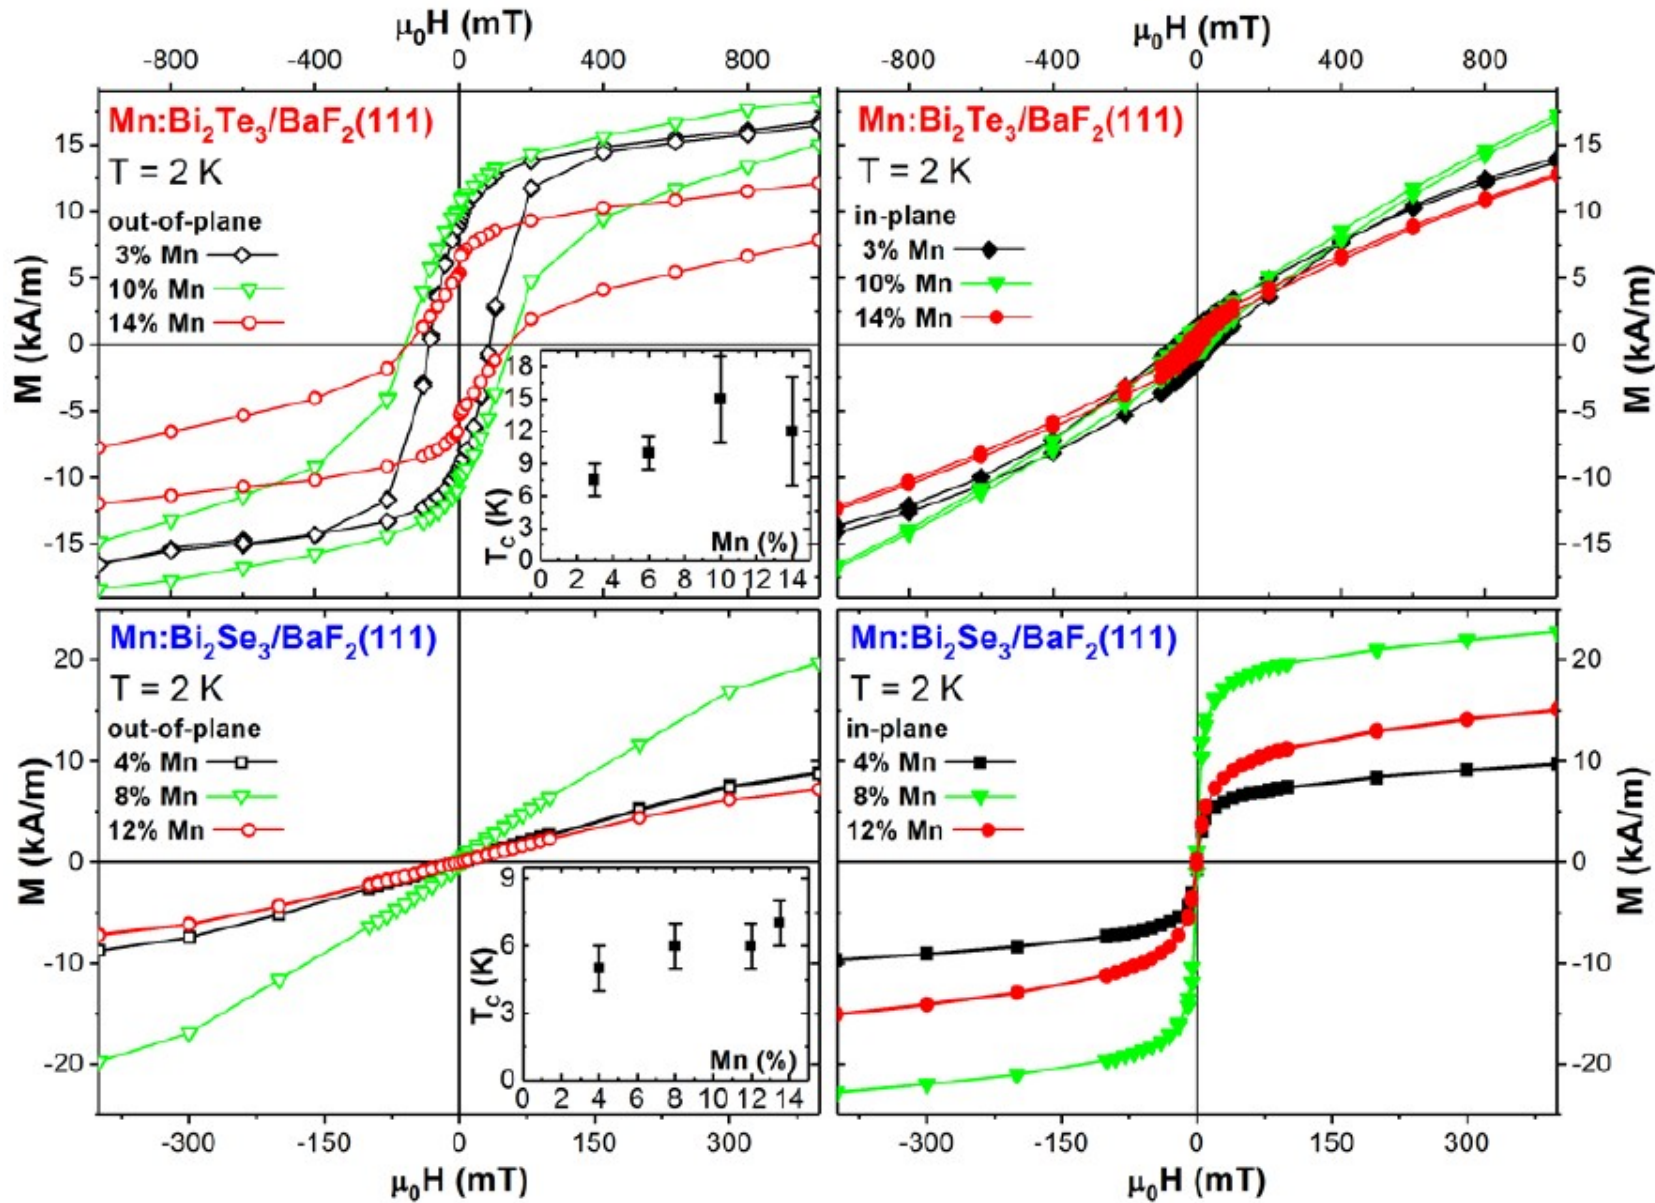 μ₀H (mT)
-800 -400 0 400 800
Mn:Bi₂Te₃/BaF₂(111)
T = 2 K
out-of-plane
3% Mn
10% Mn
14% Mn
M (kA/m)
15
10
5
0
-5
-10
-15
T_C (K)
18
15
12
9
6
3
0
Mn (%)
0 2 4 6 8 10 12 14
μ₀H (mT)
-800 -400 0 400 800
Mn:Bi₂Te₃/BaF₂(111)
T = 2 K
in-plane
3% Mn
10% Mn
14% Mn
M (kA/m)
15
10
5
0
-5
-10
-15
Mn:Bi₂Se₃/BaF₂(111)
T = 2 K
out-of-plane
4% Mn
8% Mn
12% Mn
M (kA/m)
20
10
0
-10
-20
T_C (K)
9
6
3
0
Mn (%)
0 2 4 6 8 10 12 14
-300 -150 0 150 300
μ₀H (mT)
Mn:Bi₂Se₃/BaF₂(111)
T = 2 K
in-plane
4% Mn
8% Mn
12% Mn
M (kA/m)
20
10
0
-10
-20
-300 -150 0 150 300
μ₀H (mT)